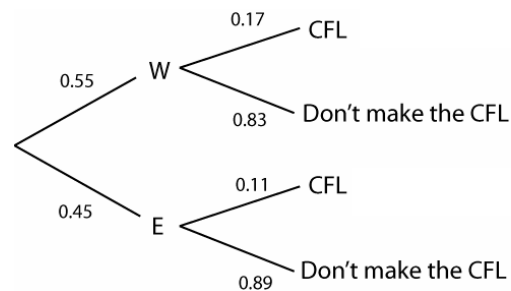 0.17
CFL
0.55
W
0.83
Don't make the CFL
0.11
CFL
0.45
E
0.89
Don't make the CFL